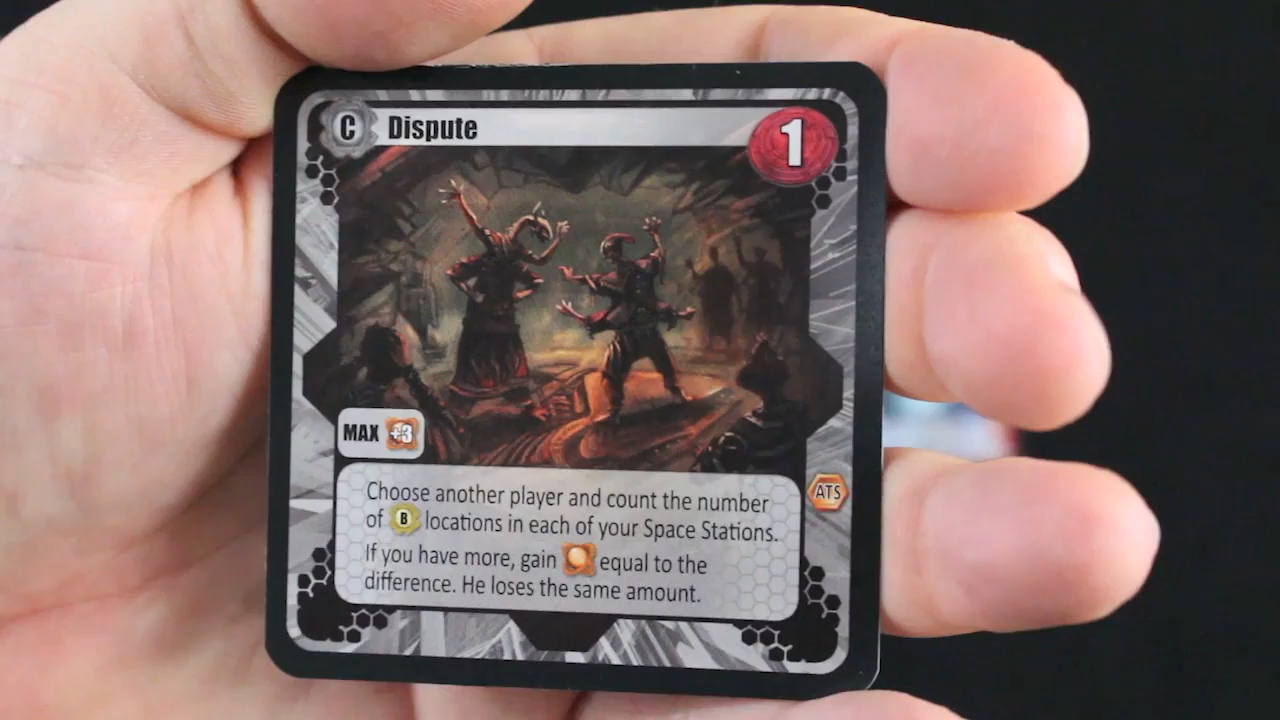 C Dispute 1
MAX +3
Choose another player and count the number
of B locations in each of your Space Stations.
If you have more, gain equal to the
difference. He loses the same amount.
ATS